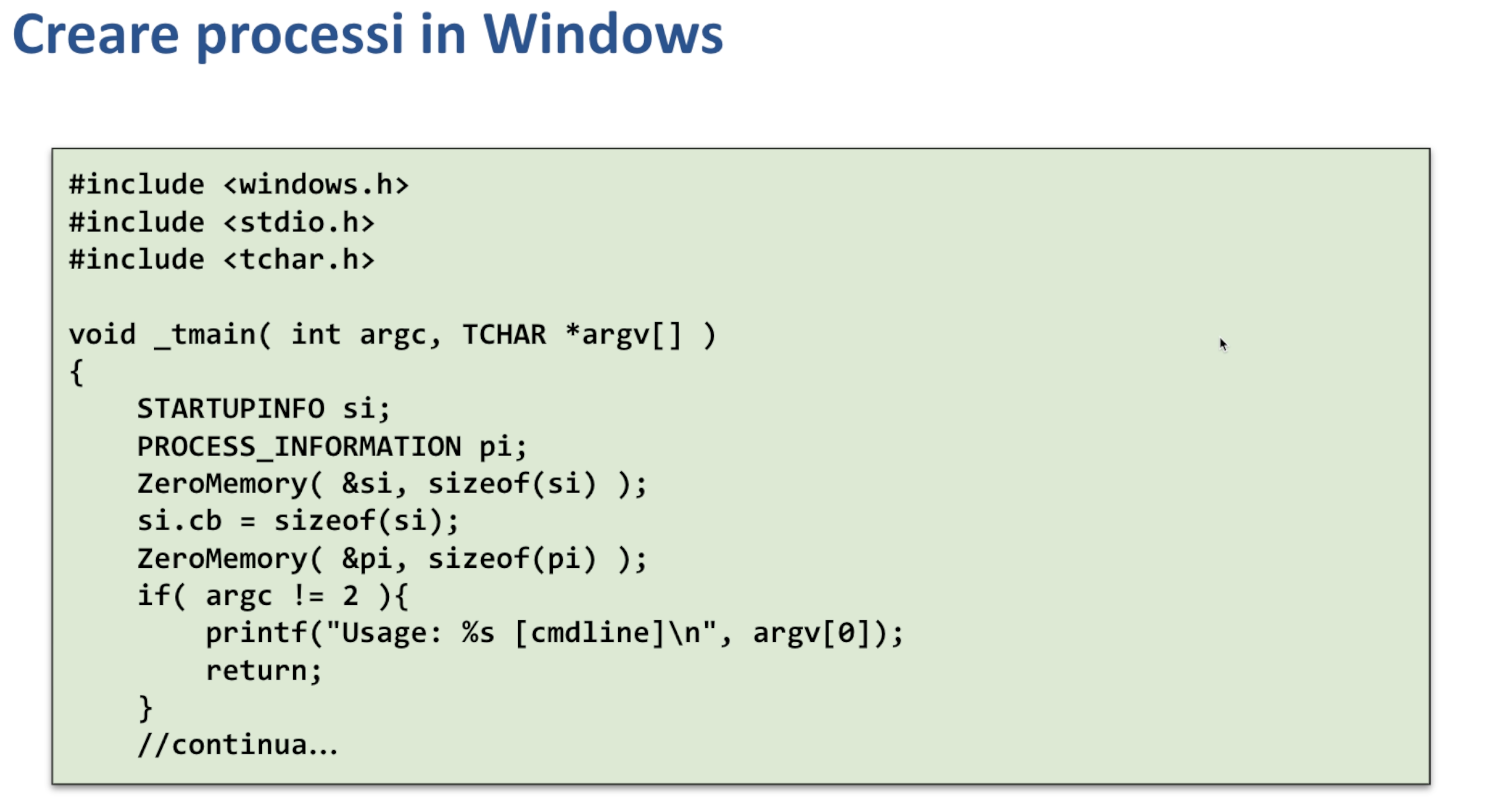 Creare processi in Windows
#include <windows.h>
#include <stdio.h>
#include <tchar.h>
void _tmain( int argc, TCHAR *argv[] )
{
    STARTUPINFO si;
    PROCESS_INFORMATION pi;
    ZeroMemory( &si, sizeof(si) );
    si.cb = sizeof(si);
    ZeroMemory( &pi, sizeof(pi) );
    if( argc != 2 ){
        printf("Usage: %s [cmdline]\n", argv[0]);
        return;
    }
    //continua…